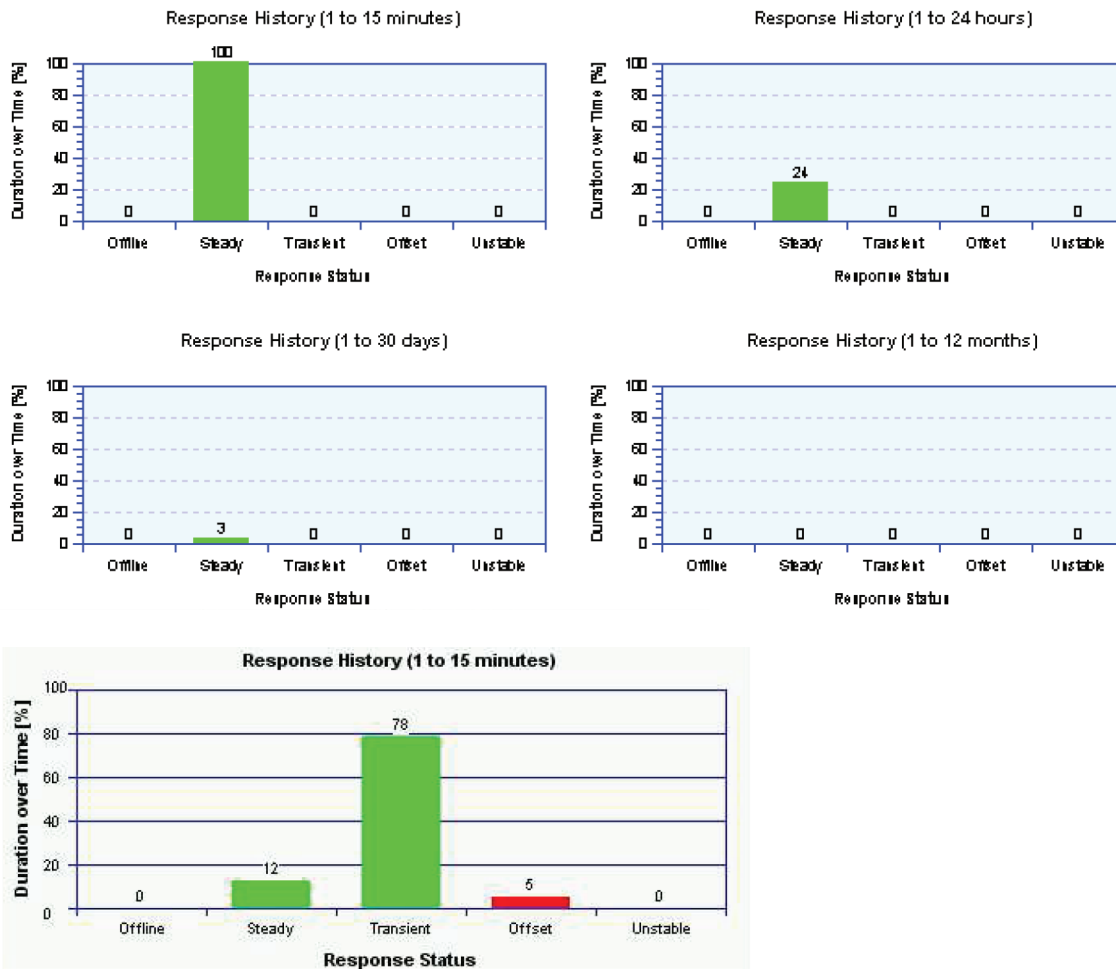 Response History (1 to 15 minutes)
Duration over Time [%]
100
80
60
40
20
0
0
100
0
0
0
Offline
Steady
Transient
Offset
Unstable
Response Status
Response History (1 to 24 hours)
Duration over Time [%]
100
80
60
40
20
0
0
24
0
0
0
Offline
Steady
Transient
Offset
Unstable
Response Status
Response History (1 to 30 days)
Duration over Time [%]
100
80
60
40
20
0
0
3
0
0
0
Offline
Steady
Transient
Offset
Unstable
Response Status
Response History (1 to 12 months)
Duration over Time [%]
100
80
60
40
20
0
0
0
0
0
0
Offline
Steady
Transient
Offset
Unstable
Response Status
Response History (1 to 15 minutes)
Duration over Time [%]
100
80
60
40
20
0
0
12
78
5
0
Offline
Steady
Transient
Offset
Unstable
Response Status